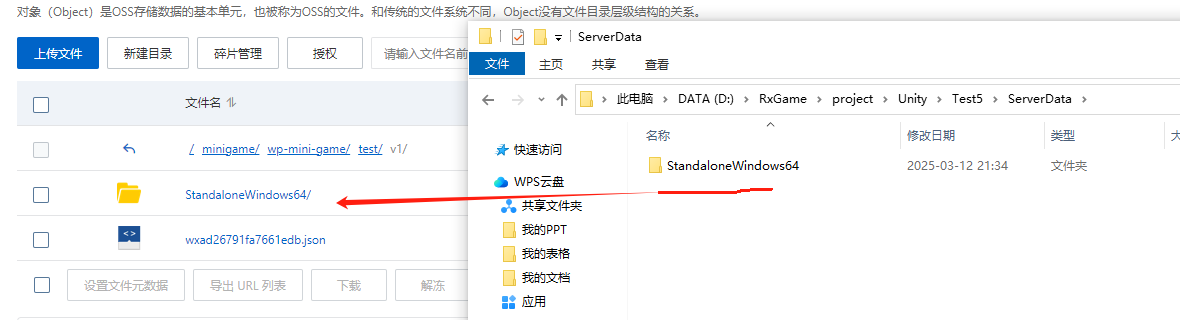 对象（Object）是OSS存储数据的基本单元，也被称为OSS的文件。和传统的文件系统不同，Object没有文件目录层级结构的关系。
上传文件 新建目录 碎片管理 授权 请输入文件名前
文件名
/ minigame/ wp-mini-game/ test/ v1/
StandaloneWindows64/
wxad26791fa7661edb.json
设置文件元数据 导出 URL 列表 下载 解冻
ServerData
文件 主页 共享 查看
此电脑 > DATA (D:) > RxGame > project > Unity > Test5 > ServerData >
名称 修改日期 类型
快速访问
WPS云盘
共享文件夹
我的PPT
我的表格
我的文档
应用
StandaloneWindows64 2025-03-12 21:34 文件夹